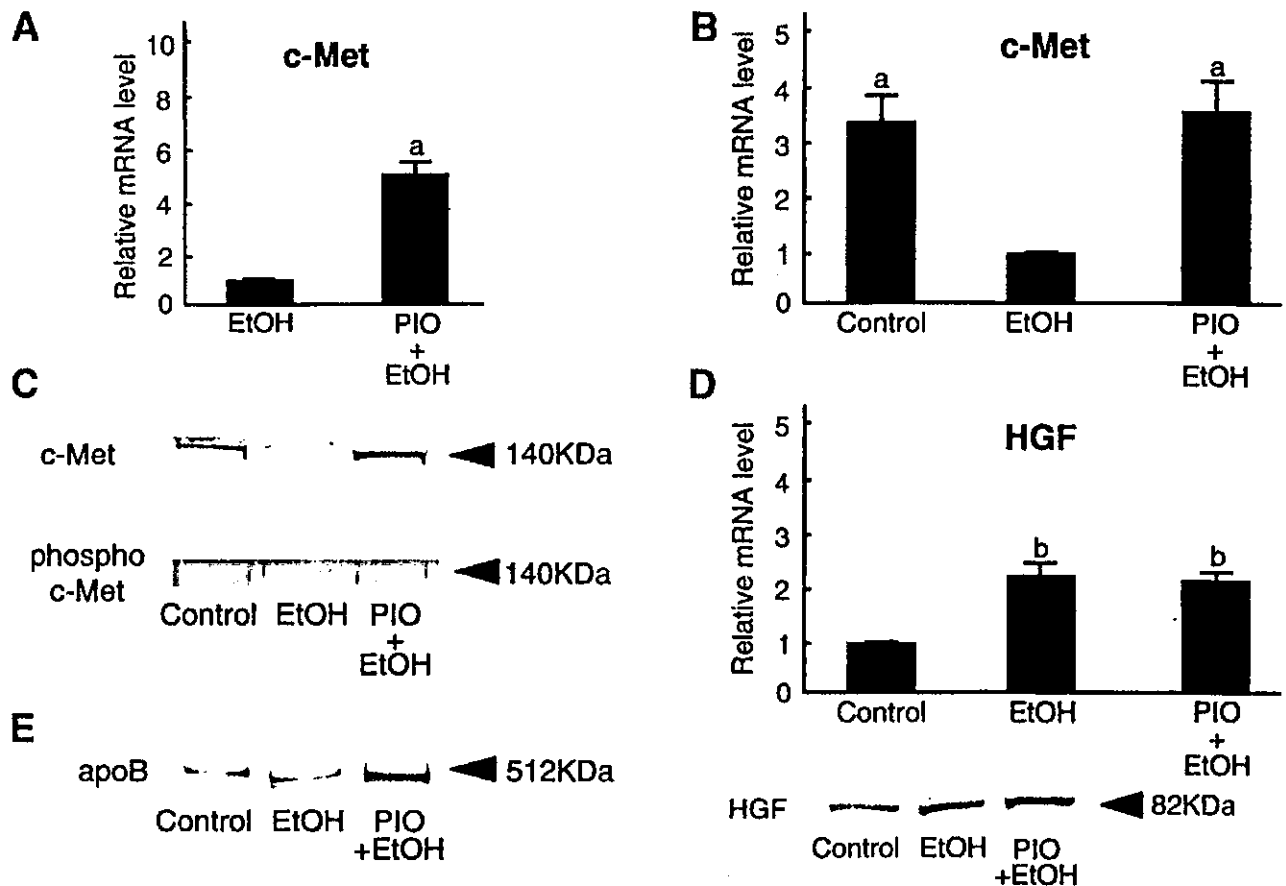 A
c-Met
Relative mRNA level
10
8
6
4
2
0
a
EtOH
PIO
+
EtOH
B
c-Met
Relative mRNA level
5
4
3
2
1
0
a
a
Control
EtOH
PIO
+
EtOH
C
c-Met
140KDa
phospho
c-Met
140KDa
Control
EtOH
PIO
+
EtOH
D
HGF
Relative mRNA level
5
4
3
2
1
0
b
b
Control
EtOH
PIO
+
EtOH
HGF
82KDa
Control
EtOH
PIO
+EtOH
E
apoB
512KDa
Control
EtOH
PIO
+EtOH